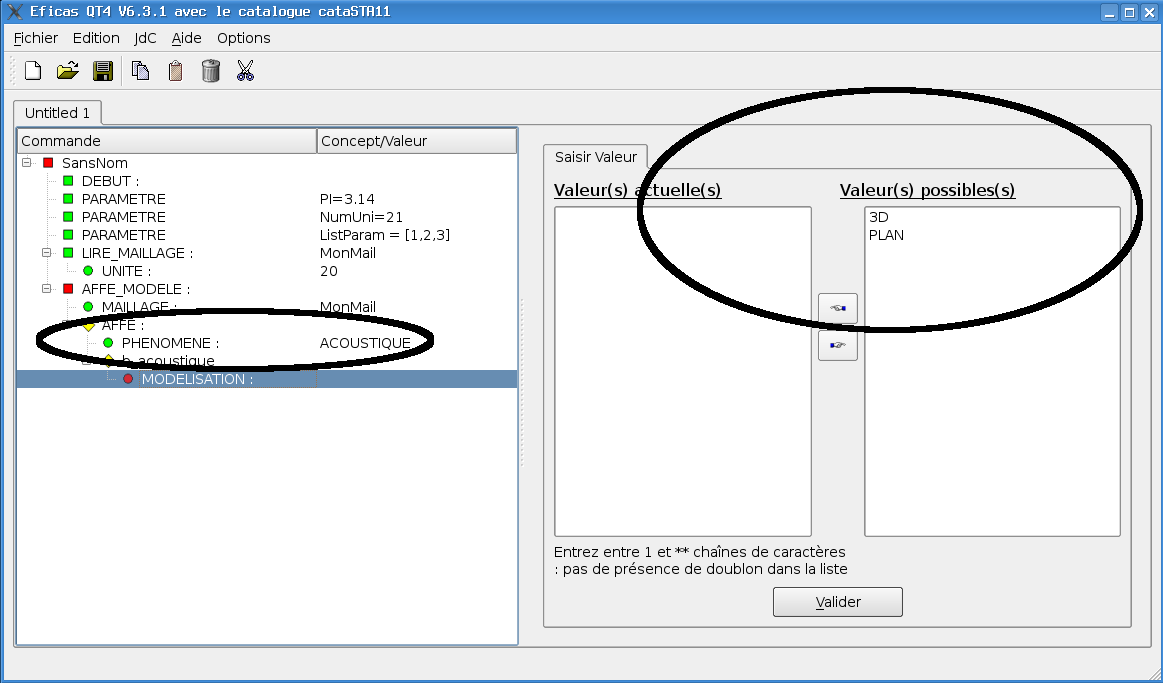 Eficas QT4 V6.3.1 avec le catalogue cataSTA11
Fichier Edition JdC Aide Options
Untitled 1
Commande Concept/Valeur
SansNom
DEBUT :
PARAMETRE PI=3.14
PARAMETRE NumUni=21
PARAMETRE ListParam = [1,2,3]
LIRE_MAILLAGE : MonMail
UNITE : 20
AFFE_MODELE :
MAILLAGE : MonMail
AFFE :
PHENOMENE : ACOUSTIQUE
b_acoustique
MODELISATION :
Saisir Valeur
Valeur(s) actuelle(s) Valeur(s) possibles(s)
3D
PLAN
Entrez entre 1 et ** chaînes de caractères
: pas de présence de doublon dans la liste
Valider